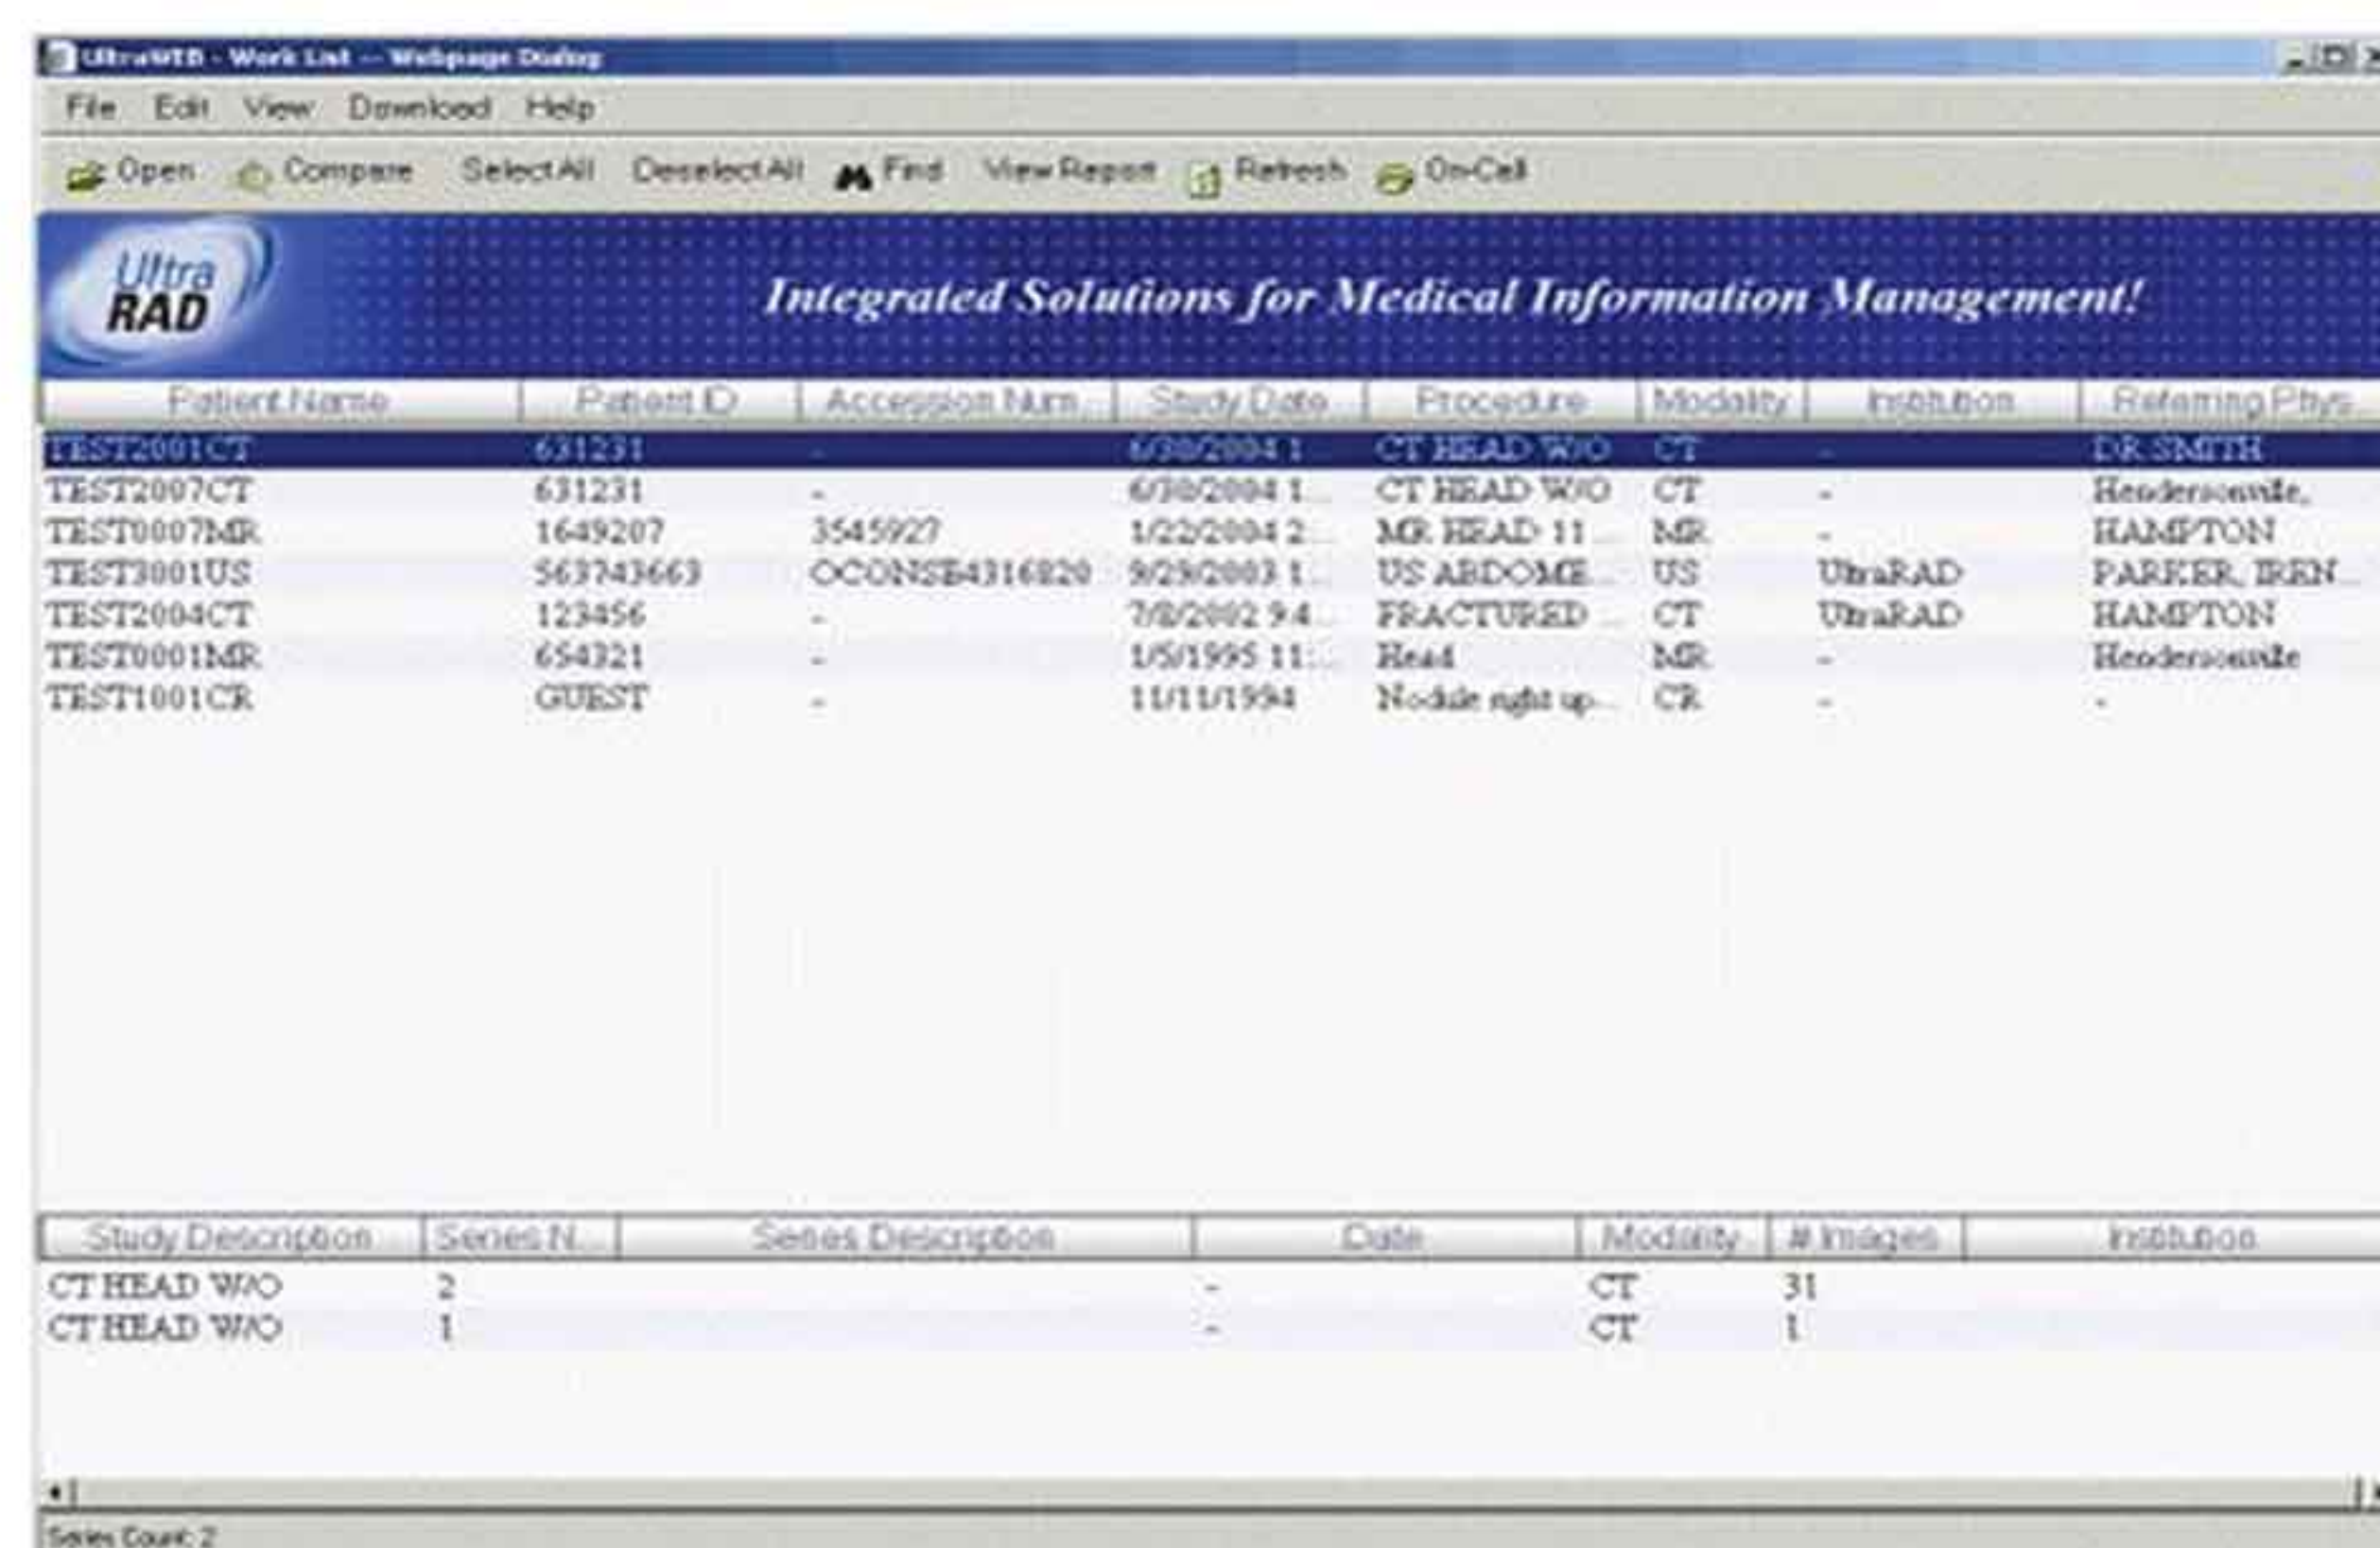 UltraWEB - Work List -- Webpage Dialog
File Edit View Download Help
Open Compare Select All Deselect All Find View Report Refresh On-Call
Ultra
RAD
Integrated Solutions for Medical Information Management!
Patient Name Patient ID Accession Num... Study Date Procedure Modality Institution Referring Phys...
TEST2001CT 631231 - 6/30/2004 1... CT HEAD W/O CT - DR SMITH
TEST2007CT 631231 - 6/30/2004 1... CT HEAD W/O CT - Hendersonville,
TEST0007MR 1649207 3545927 1/22/2004 2... MR HEAD 11... MR -  HAMPTON
TEST3001US 563743663 OCONSB4316820 9/29/2003 1... US ABDOME... US UltraRAD PARKER, IREN...
TEST2004CT 123456 - 7/8/2002 9:4... FRACTURED ... CT UltraRAD HAMPTON
TEST0001MR 654321 - 1/5/1995 11:... Head MR - Hendersonville
TEST1001CR GUEST - 11/11/1994 Nodule right up... CR - -
Study Description Series N... Series Description Date Modality # Images Institution
CT HEAD W/O 2 - CT 31
CT HEAD W/O 1 - CT 1
Series Count: 2